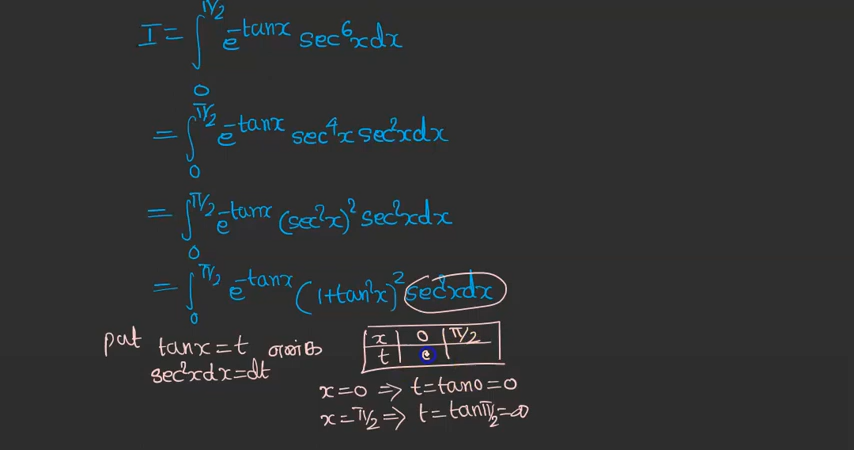 I = ∫₀^{π/2} e^{-tanx} sec⁶x dx
= ∫₀^{π/2} e^{-tanx} sec⁴x sec²x dx
= ∫₀^{π/2} e^{-tanx} (sec²x)² sec²x dx
= ∫₀^{π/2} e^{-tanx} (1+tan²x)² sec²x dx
put tanx = t
sec²x dx = dt
x 0 π/2
t 0
x = 0 ⇒ t = tan0 = 0
x = π/2 ⇒ t = tan π/2 = ∞